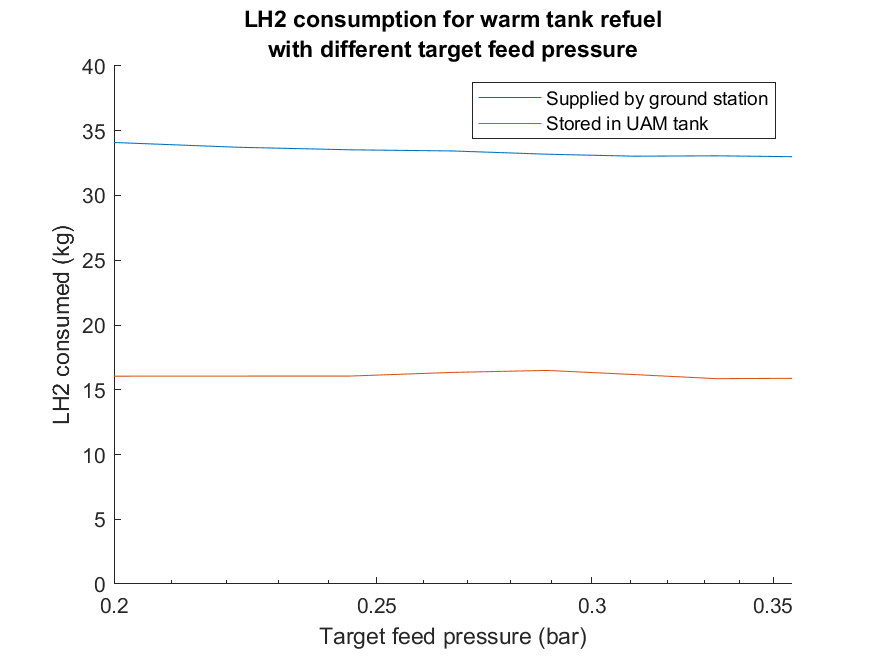 LH2 consumption for warm tank refuel
with different target feed pressure
Supplied by ground station
Stored in UAM tank
40
35
30
25
20
15
10
5
0
LH2 consumed (kg)
0.2
0.25
0.3
0.35
Target feed pressure (bar)